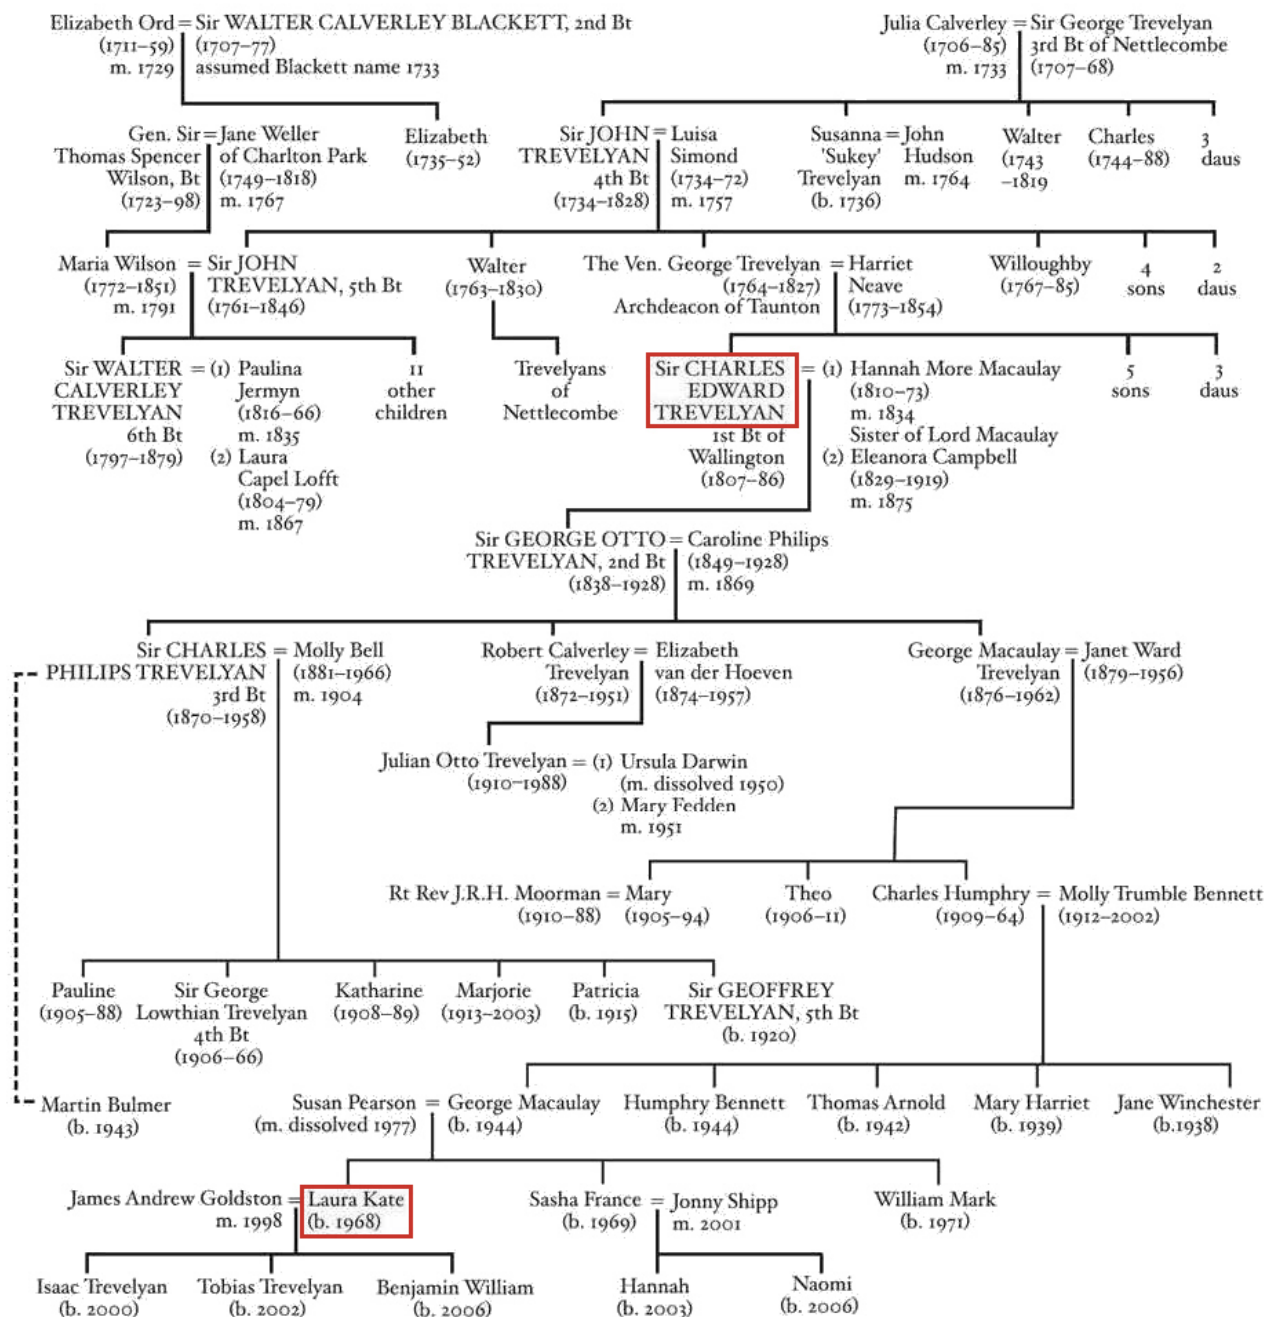 Elizabeth Ord = Sir WALTER CALVERLEY BLACKETT, 2nd Bt
(1711–59) (1707–77)
m. 1729 assumed Blackett name 1733
Julia Calverley = Sir George Trevelyan
(1706–85) 3rd Bt of Nettlecombe
m. 1733 (1707–68)
Gen. Sir = Jane Weller
Thomas Spencer of Charlton Park
Wilson, Bt (1749–1818)
(1723–98) m. 1767
Elizabeth
(1735–52)
Sir JOHN = Luisa
TREVELYAN Simond
4th Bt (1734–72)
(1734–1828) m. 1757
Susanna = John
'Sukey' Hudson
Trevelyan m. 1764
(b. 1736)
Walter
(1743
–1819
Charles
(1744–88)
3
daus
Maria Wilson = Sir JOHN
(1772–1851) TREVELYAN, 5th Bt
m. 1791 (1761–1846)
Walter
(1763–1830)
The Ven. George Trevelyan = Harriet
(1764–1827) Neave
Archdeacon of Taunton (1773–1854)
Willoughby
(1767–85)
4
sons
2
daus
Sir WALTER = (1) Paulina
CALVERLEY Jermyn
TREVELYAN (1816–66)
6th Bt m. 1835
(1797–1879) (2) Laura
Capel Lofft
(1804–79)
m. 1867
11
other
children
Trevelyans
of
Nettlecombe
Sir CHARLES = (1) Hannah More Macaulay
EDWARD (1810–73)
TREVELYAN m. 1834
1st Bt of Sister of Lord Macaulay
Wallington (2) Eleanora Campbell
(1807–86) (1829–1919)
m. 1875
5
sons
3
daus
Sir GEORGE OTTO = Caroline Philips
TREVELYAN, 2nd Bt (1849–1928)
(1838–1928) m. 1869
Sir CHARLES = Molly Bell
PHILIPS TREVELYAN (1881–1966)
3rd Bt m. 1904
(1870–1958)
Robert Calverley = Elizabeth
Trevelyan van der Hoeven
(1872–1951) (1874–1957)
George Macaulay = Janet Ward
Trevelyan (1879–1956)
(1876–1962)
Julian Otto Trevelyan = (1) Ursula Darwin
(1910–1988) (m. dissolved 1950)
(2) Mary Fedden
m. 1951
Rt Rev J.R.H. Moorman = Mary
(1910–88) (1905–94)
Theo
(1906–11)
Charles Humphry = Molly Trumble Bennett
(1909–64) (1912–2002)
Pauline
(1905–88)
Sir George
Lowthian Trevelyan
4th Bt
(1906–66)
Katharine
(1908–89)
Marjorie
(1913–2003)
Patricia
(b. 1915)
Sir GEOFFREY
TREVELYAN, 5th Bt
(b. 1920)
Martin Bulmer
(b. 1943)
Susan Pearson = George Macaulay
(m. dissolved 1977) (b. 1944)
Humphry Bennett
(b. 1944)
Thomas Arnold
(b. 1942)
Mary Harriet
(b. 1939)
Jane Winchester
(b.1938)
James Andrew Goldston = Laura Kate
m. 1998 (b. 1968)
Sasha France = Jonny Shipp
(b. 1969) m. 2001
William Mark
(b. 1971)
Isaac Trevelyan
(b. 2000)
Tobias Trevelyan
(b. 2002)
Benjamin William
(b. 2006)
Hannah
(b. 2003)
Naomi
(b. 2006)